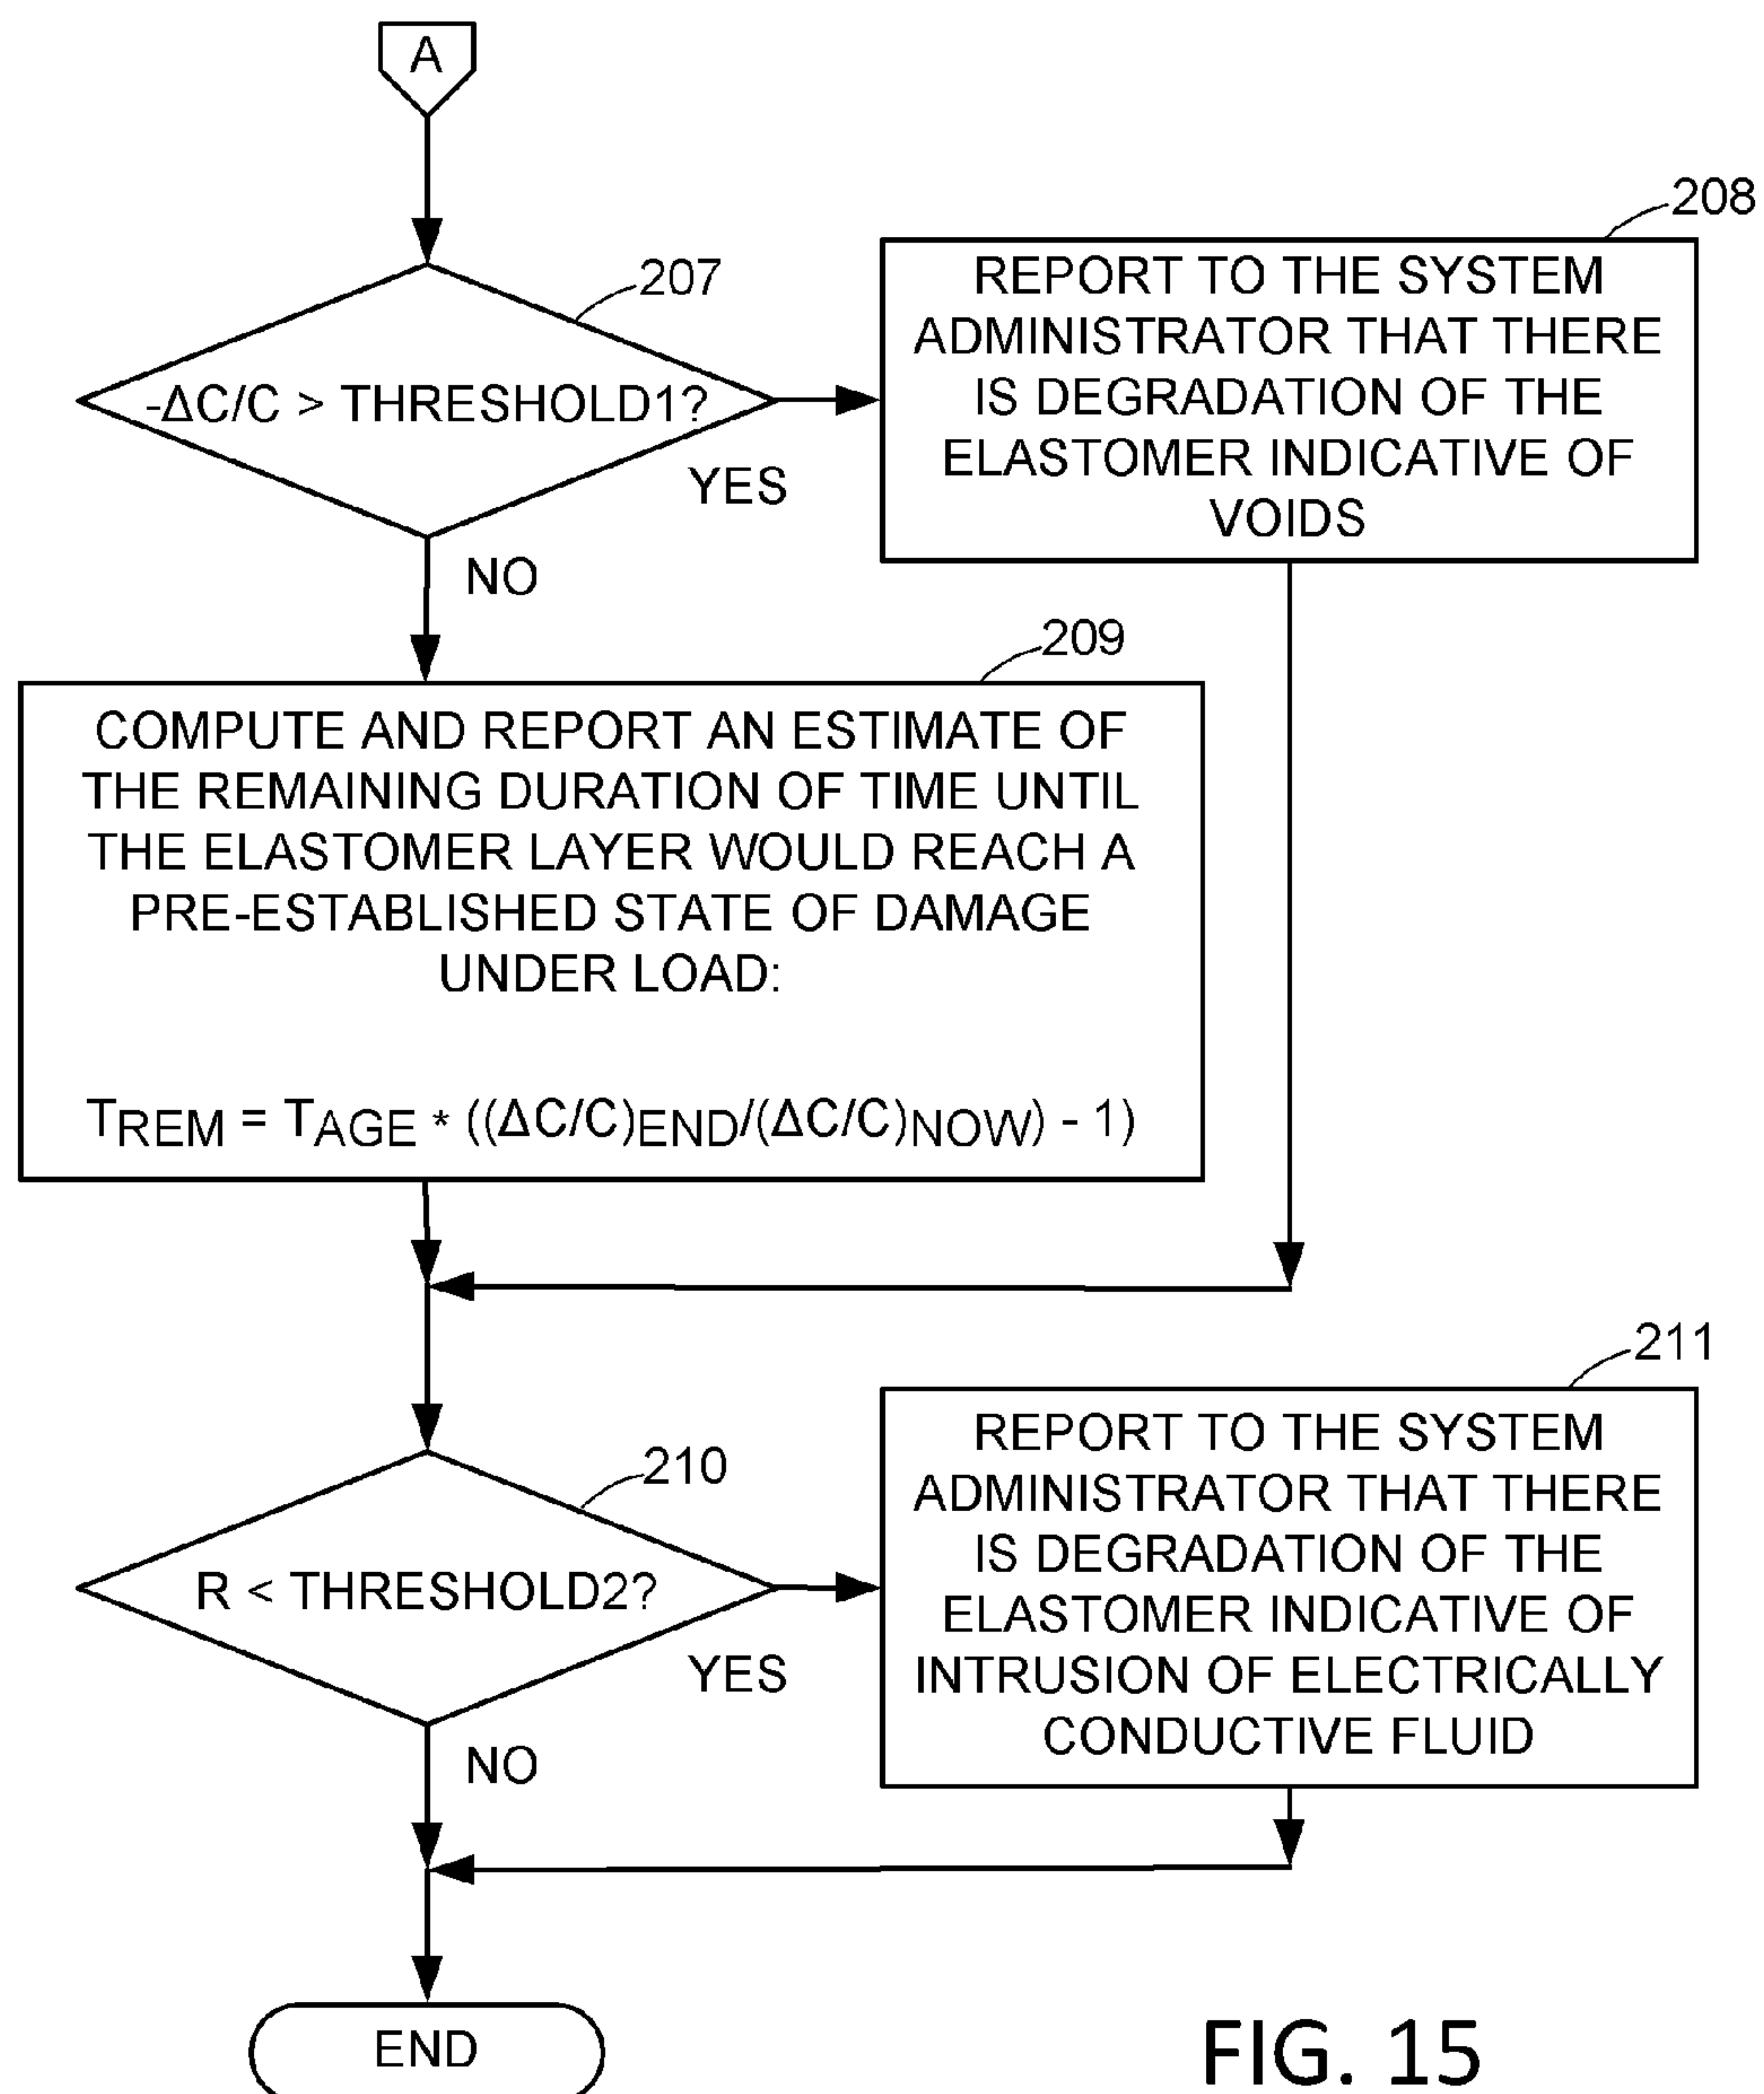 A
207
-ΔC/C > THRESHOLD1?
YES
NO
208
REPORT TO THE SYSTEM
ADMINISTRATOR THAT THERE
IS DEGRADATION OF THE
ELASTOMER INDICATIVE OF
VOIDS
209
COMPUTE AND REPORT AN ESTIMATE OF
THE REMAINING DURATION OF TIME UNTIL
THE ELASTOMER LAYER WOULD REACH A
PRE-ESTABLISHED STATE OF DAMAGE
UNDER LOAD:
TREM = TAGE * ((ΔC/C)END/(ΔC/C)NOW) - 1)
210
R < THRESHOLD2?
YES
NO
211
REPORT TO THE SYSTEM
ADMINISTRATOR THAT THERE
IS DEGRADATION OF THE
ELASTOMER INDICATIVE OF
INTRUSION OF ELECTRICALLY
CONDUCTIVE FLUID
END
FIG. 15